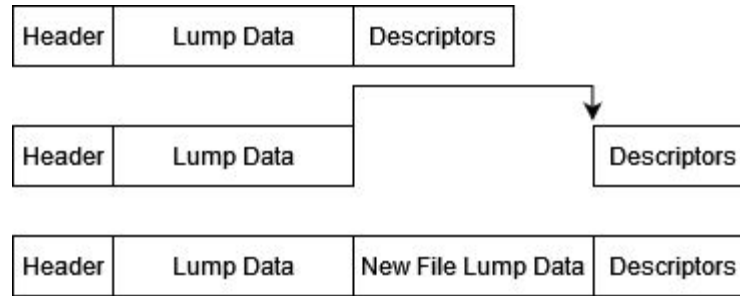 Header Lump Data Descriptors
Header Lump Data Descriptors
Header Lump Data New File Lump Data Descriptors